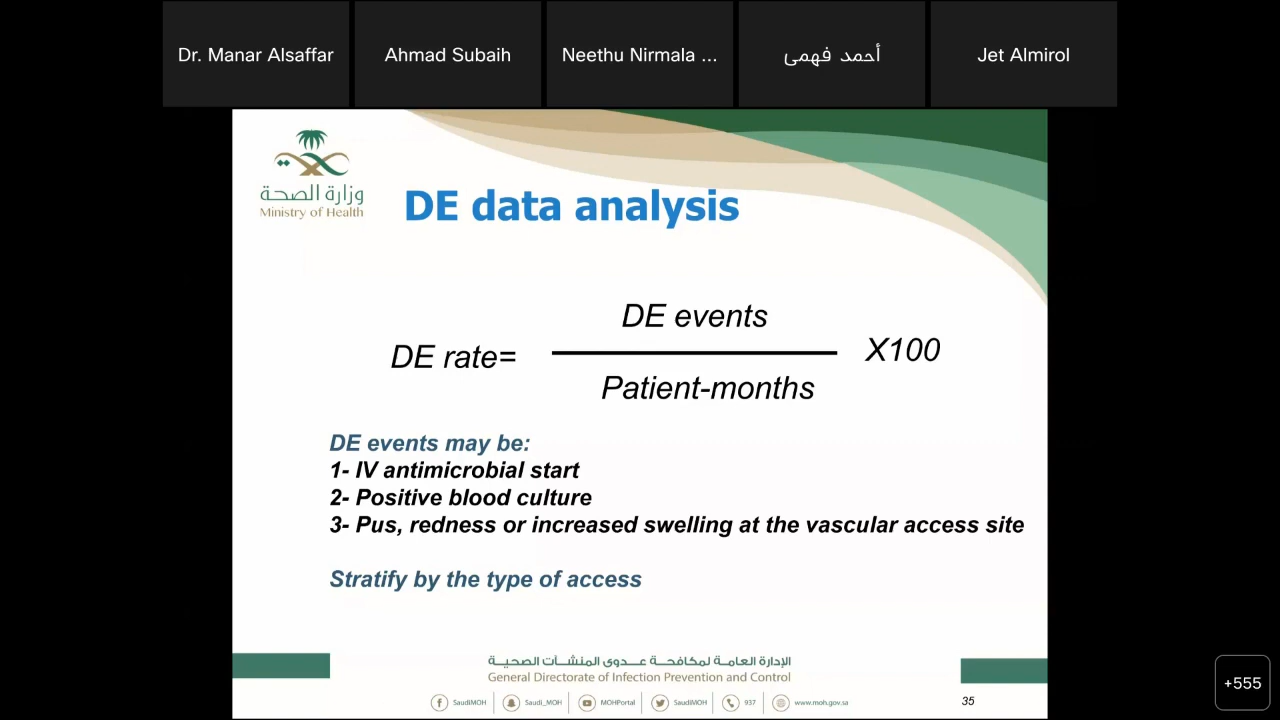 Dr. Manar Alsaffar
Ahmad Subaih
Neethu Nirmala ...
أحمد فهمى
Jet Almirol
وزارة الصحة
Ministry of Health
DE data analysis
DE events
DE rate=
X100
Patient-months
DE events may be:
1- IV antimicrobial start
2- Positive blood culture
3- Pus, redness or increased swelling at the vascular access site
Stratify by the type of access
الإدارة العامة لمكافحة عدوى المنشآت الصحية
General Directorate of Infection Prevention and Control
SaudiMOH
Saudi_MOH
MOHPortal
SaudiMOH
937
www.moh.gov.sa
35
+555